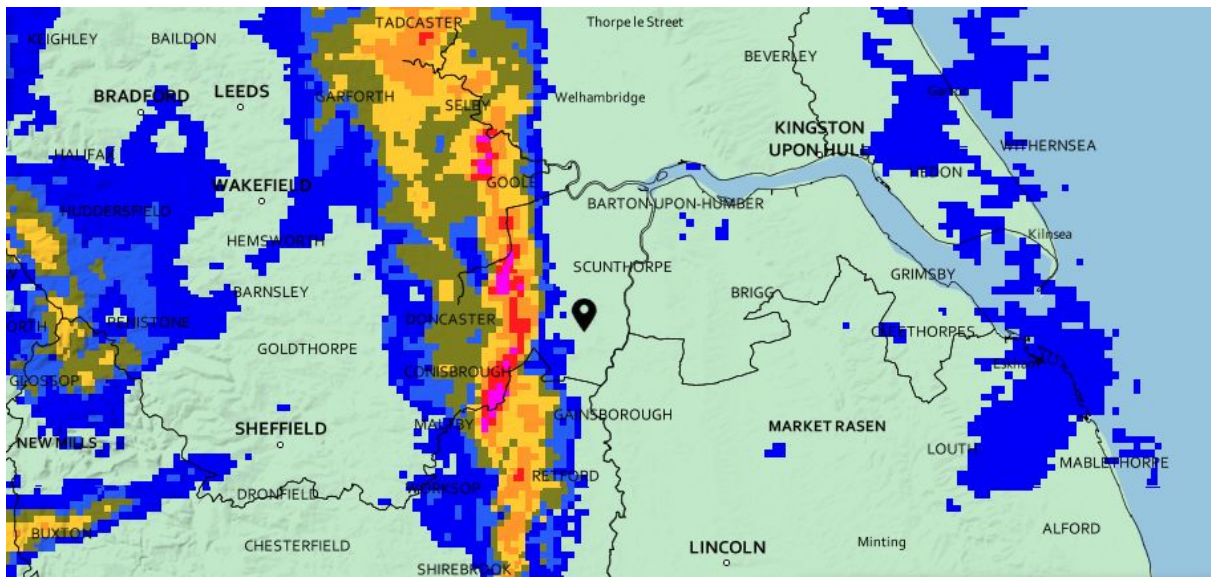 TADCASTER
Thorpe le Street
KEIGHLEY
BAILDON
BEVERLEY
BRADFORD
LEEDS
GARFORTH
SELBY
Welhambridge
KINGSTON
UPON HULL
WITHERNSEA
HALIFAX
WAKEFIELD
GOOLE
HEDON
BARTON-UPON-HUMBER
HUDDERSFIELD
HEMSWORTH
Kilnsea
SCUNTHORPE
GRIMSBY
BARNSLEY
BRIGG
ORTH
PENISTONE
DONCASTER
CLEETHORPES
GOLDTHORPE
GLOSSOP
CONISBROUGH
MALTBY
GAINSBOROUGH
NEW MILLS
SHEFFIELD
MARKET RASEN
LOUTH
MABLETHORPE
RETFORD
DRONFIELD
WORKSOP
BUXTON
ALFORD
CHESTERFIELD
LINCOLN
Minting
SHIREBROOK